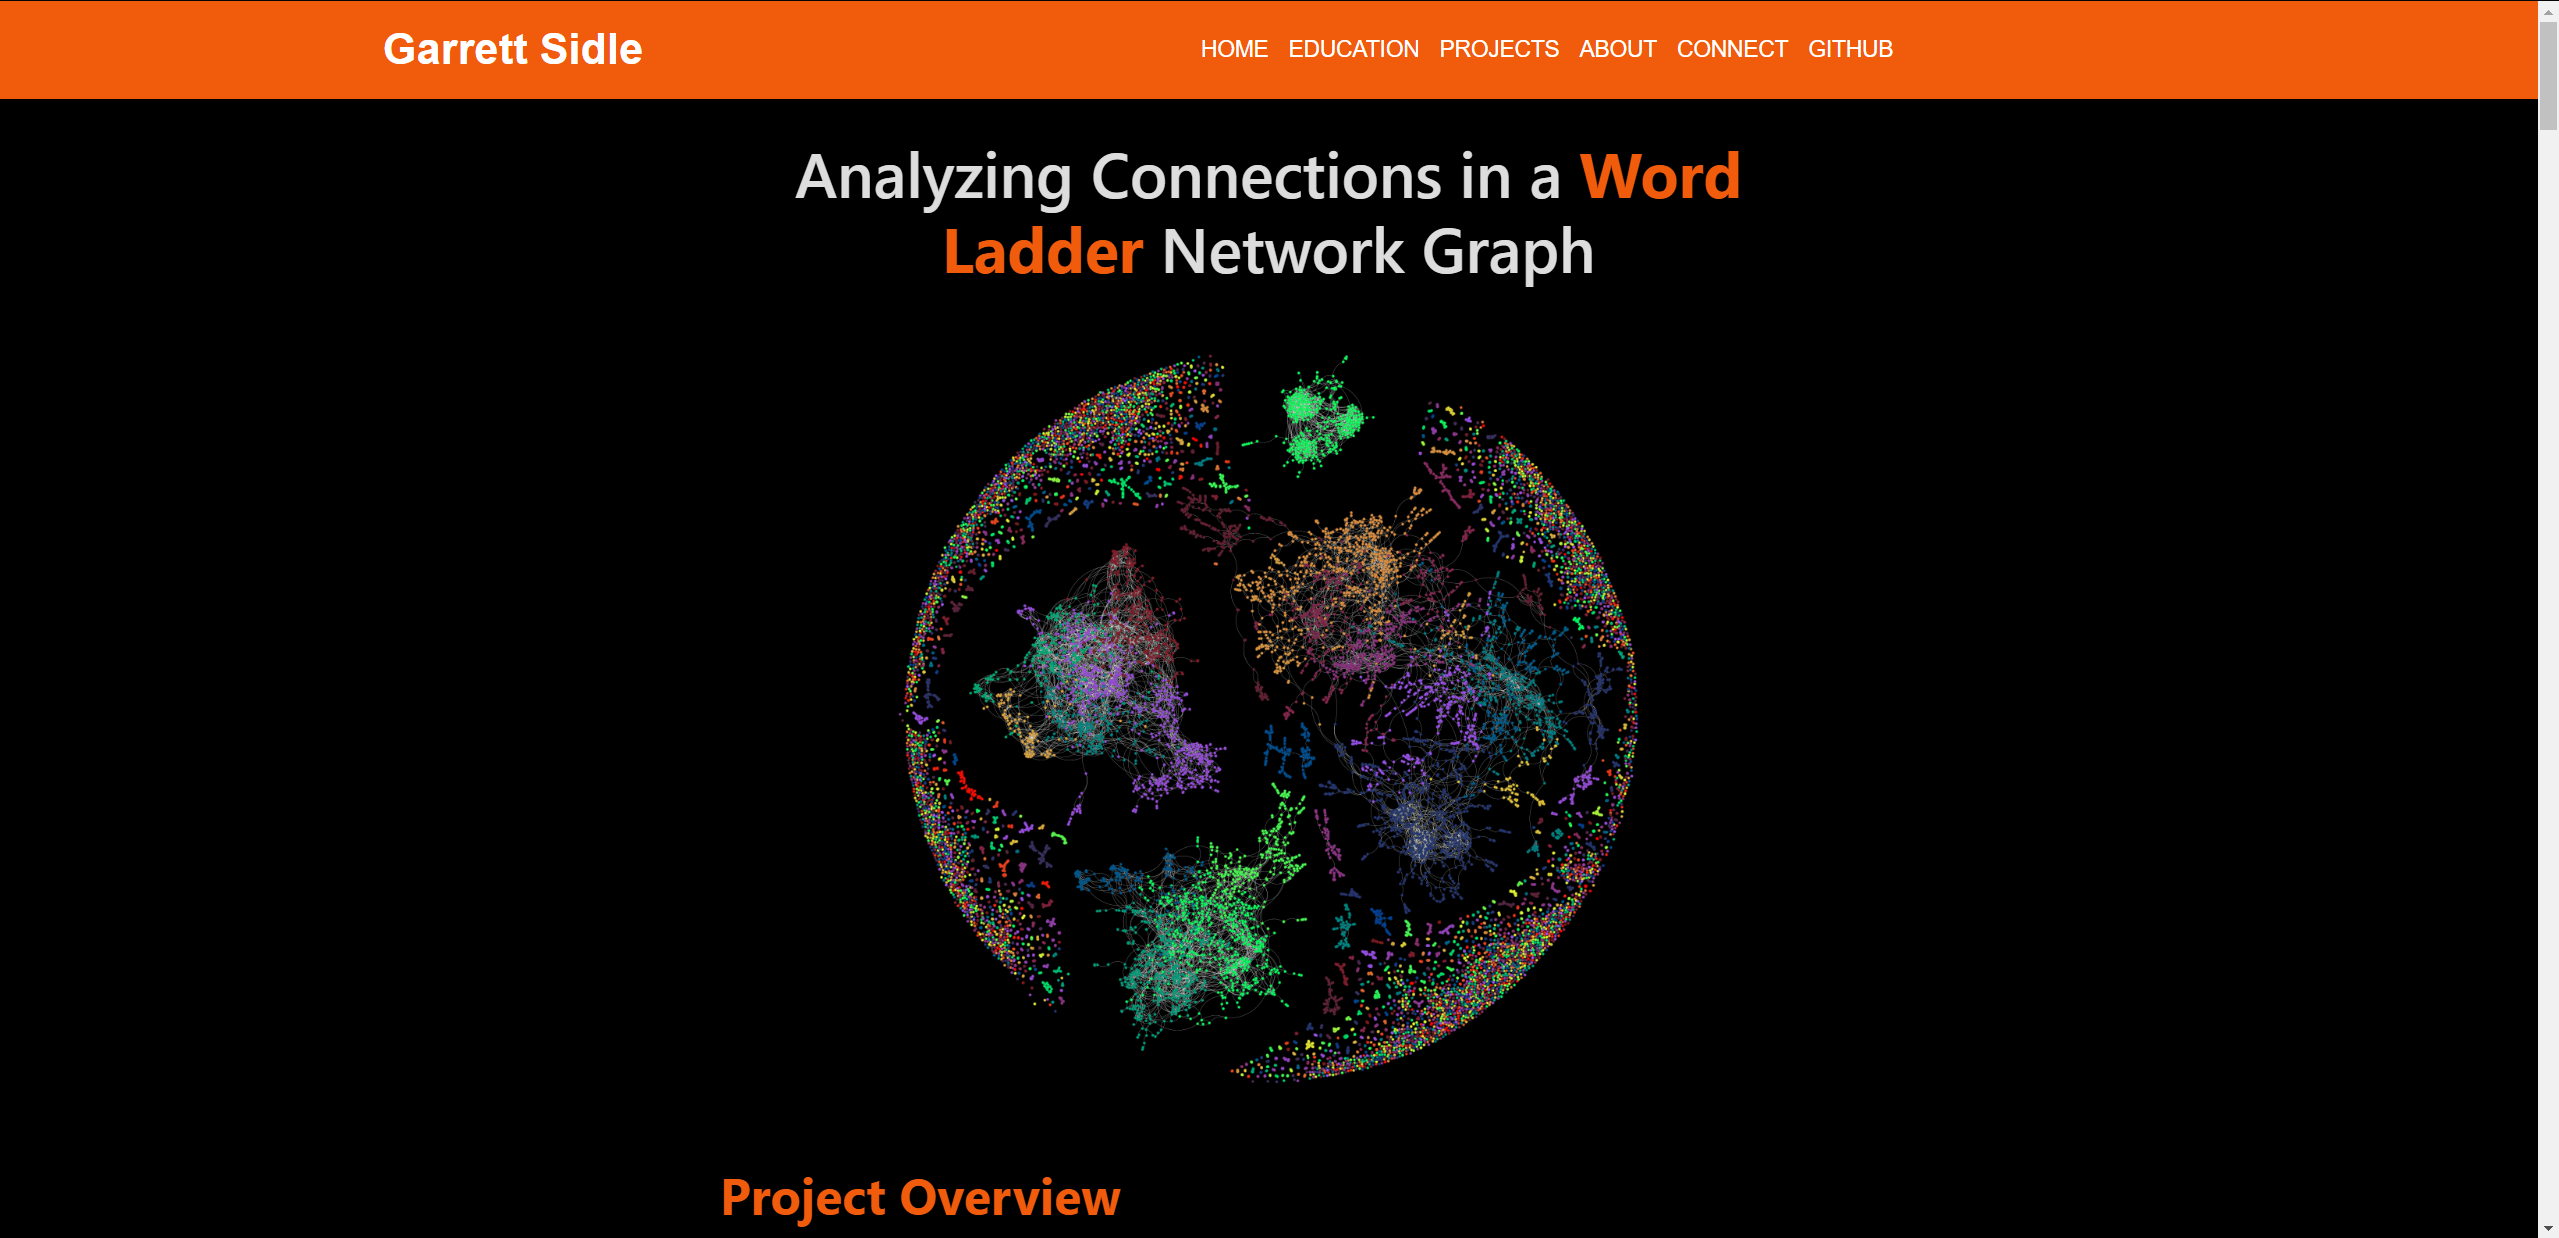 Garrett Sidle
HOME EDUCATION PROJECTS ABOUT CONNECT GITHUB
Analyzing Connections in a Word
Ladder Network Graph
Project Overview